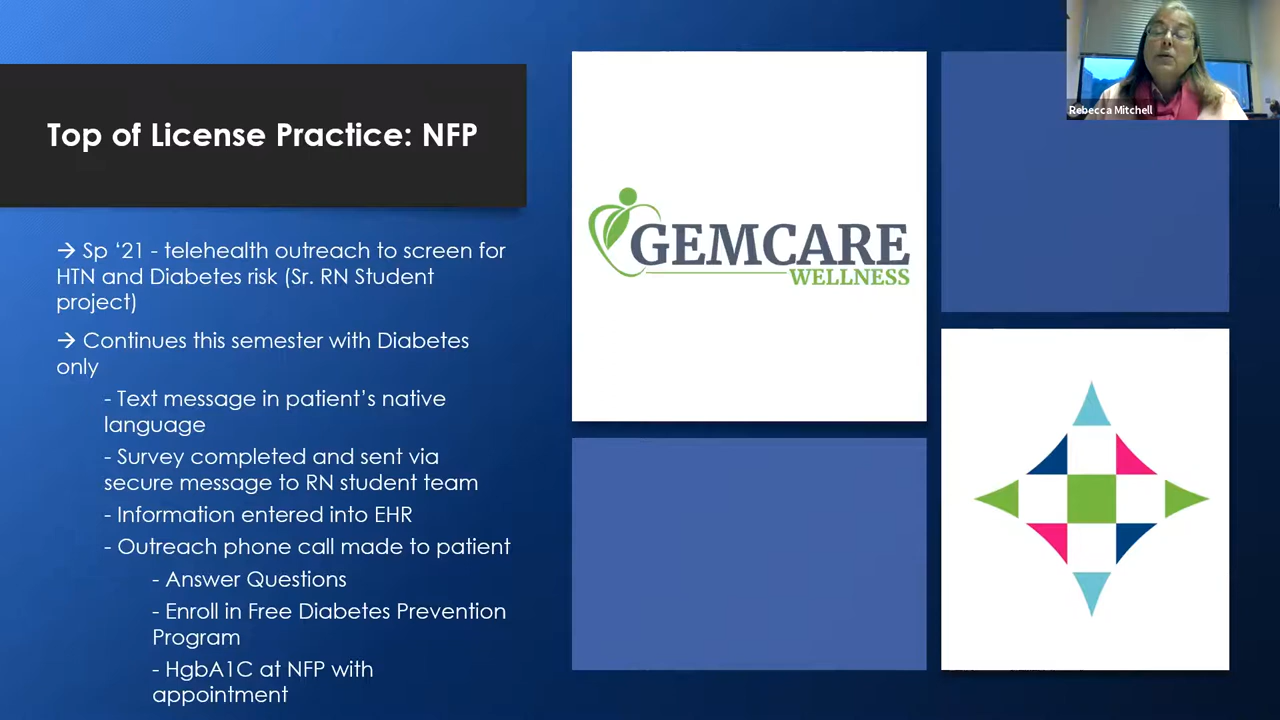 Rebecca Mitchell
Top of License Practice: NFP
→ Sp ‘21 - telehealth outreach to screen for
HTN and Diabetes risk (Sr. RN Student
project)
→ Continues this semester with Diabetes
only
- Text message in patient’s native
language
- Survey completed and sent via
secure message to RN student team
- Information entered into EHR
- Outreach phone call made to patient
- Answer Questions
- Enroll in Free Diabetes Prevention
Program
- HgbA1C at NFP with
appointment
GEMCARE
WELLNESS